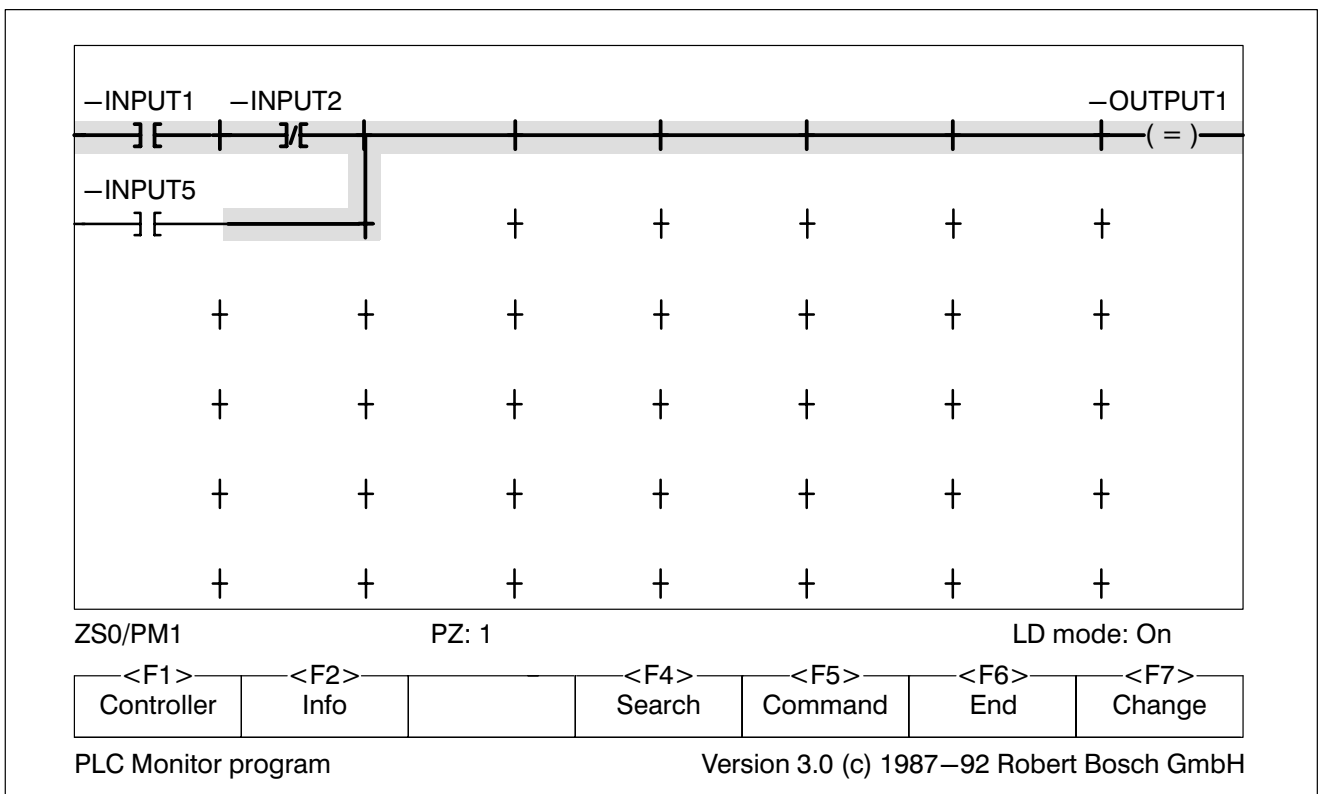 –INPUT1 –INPUT2 –OUTPUT1
( = )
–INPUT5
ZS0/PM1 PZ: 1 LD mode: On
<F1> <F2> <F4> <F5> <F6> <F7>
Controller Info Search Command End Change
PLC Monitor program Version 3.0 (c) 1987–92 Robert Bosch GmbH